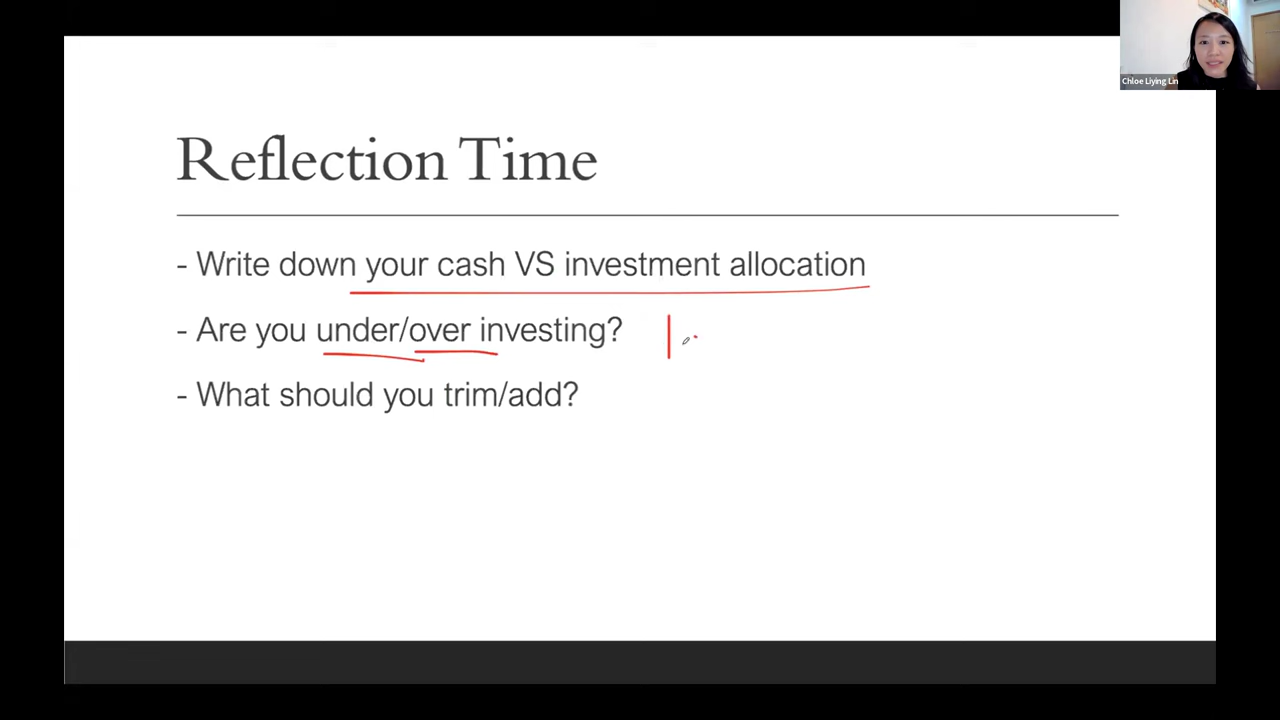 Chloe Liying Lin
Reflection Time
- Write down your cash VS investment allocation
- Are you under/over investing?
- What should you trim/add?